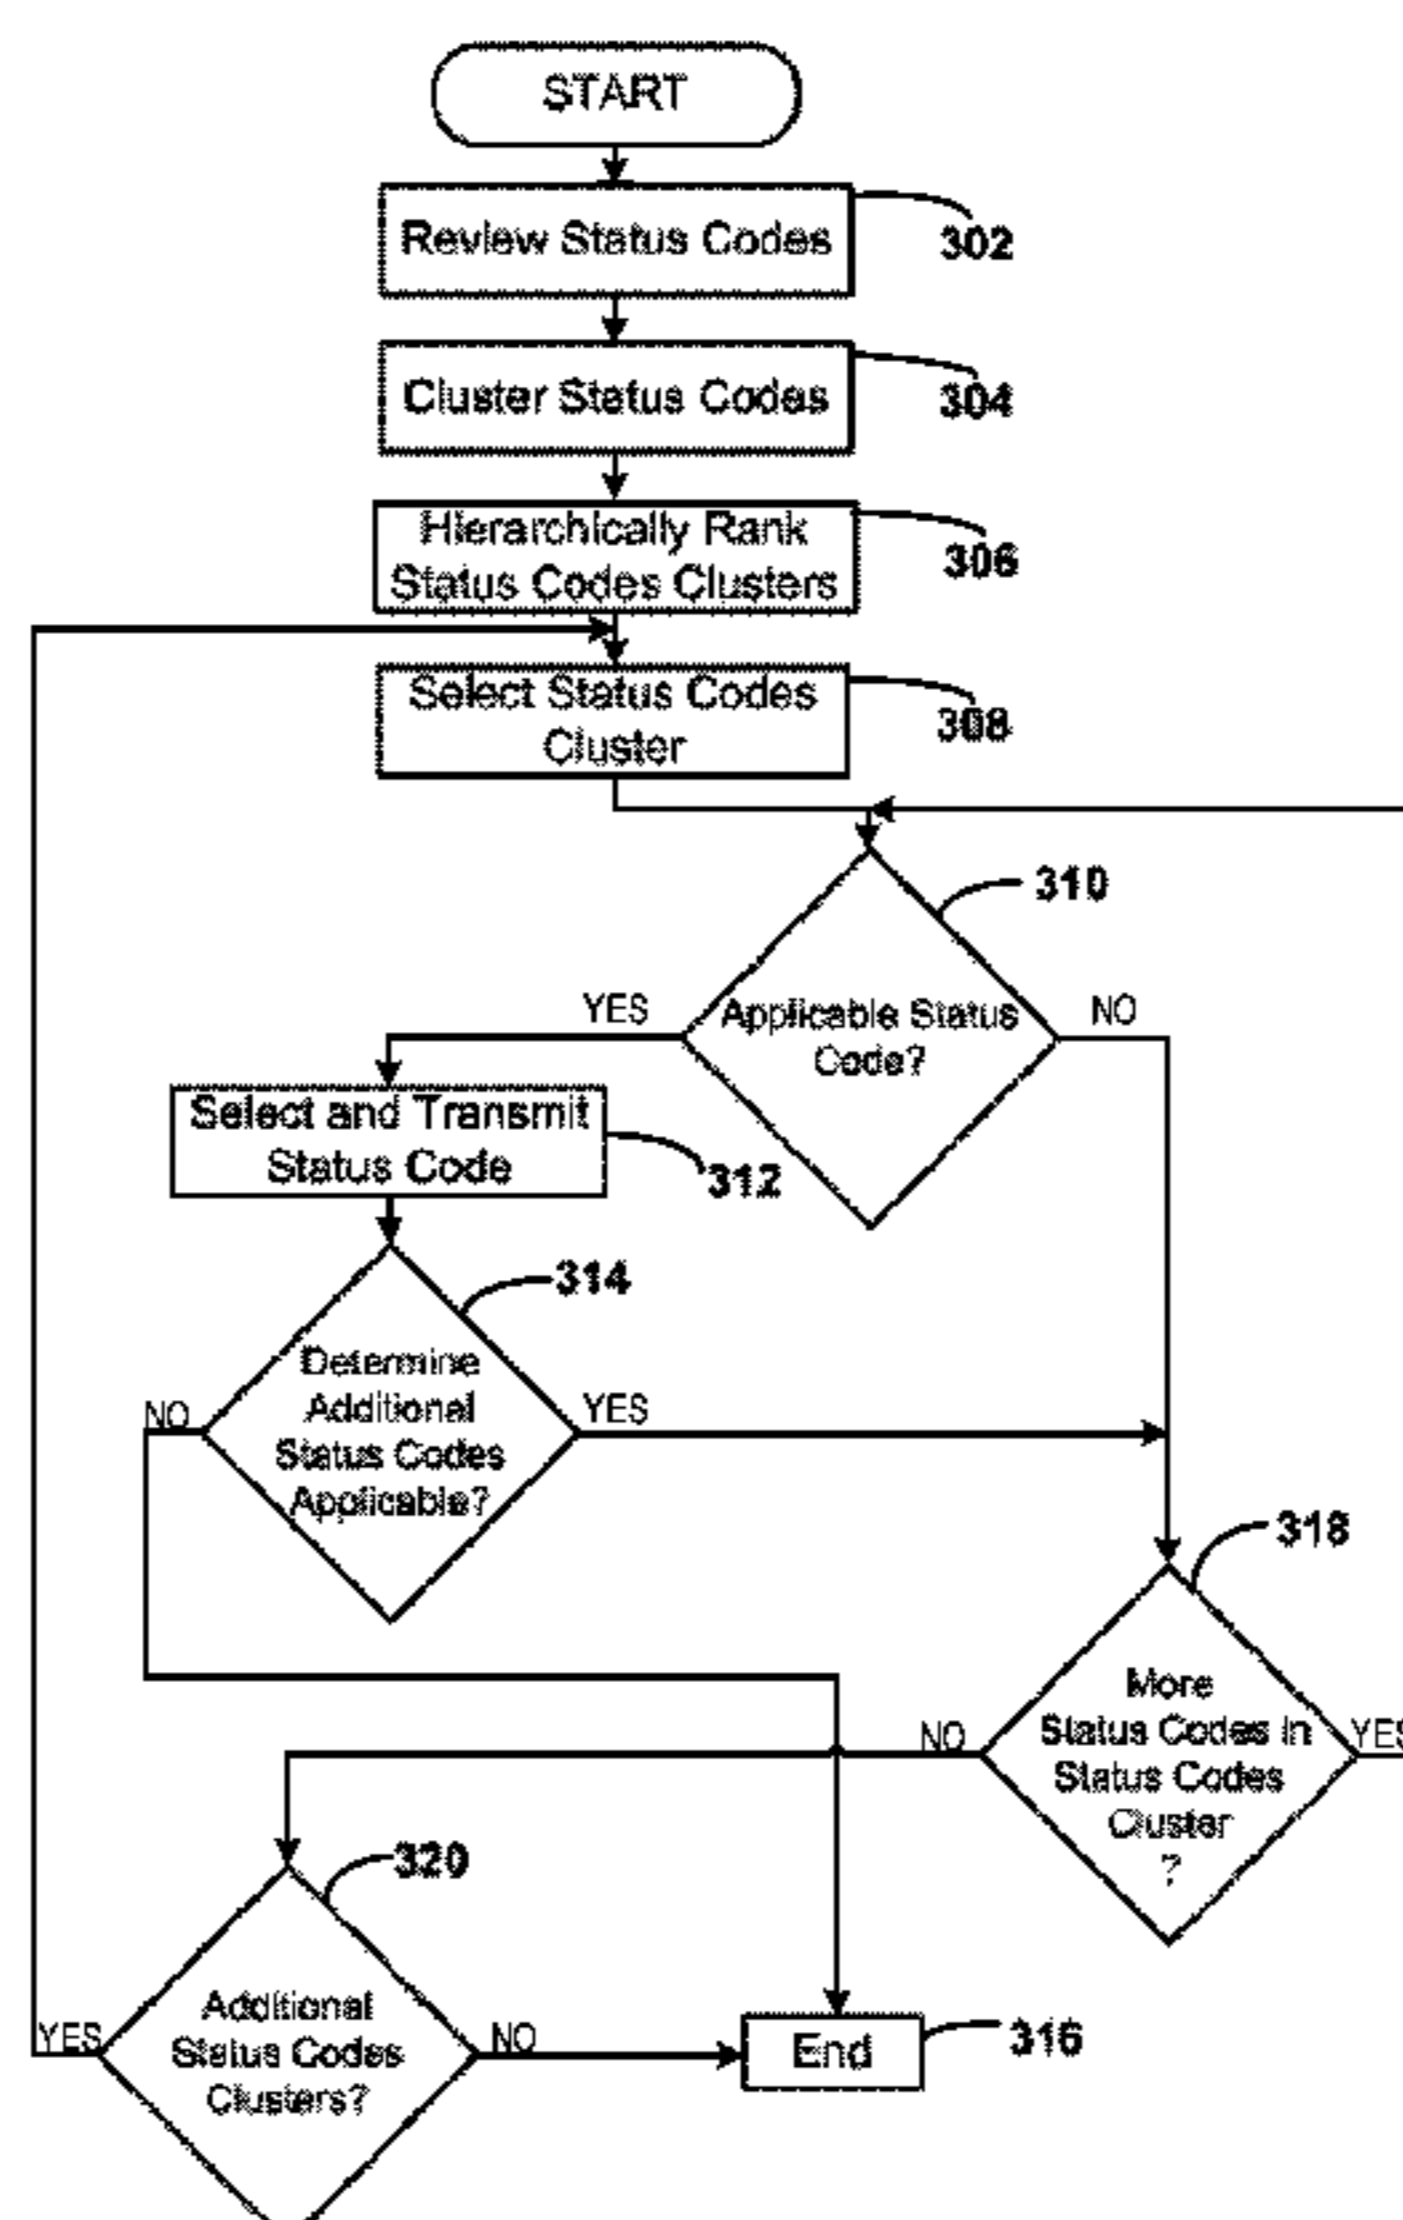 START
Review Status Codes
302
Cluster Status Codes
304
Hierarchically Rank
Status Codes Clusters
306
Select Status Codes
Cluster
308
310
Applicable Status
Code?
YES
NO
Select and Transmit
Status Code
312
314
Determine
Additional
Status Codes
Applicable?
NO
YES
318
More
Status Codes in
Status Codes
Cluster
?
NO
YES
320
Additional
Status Codes
Clusters?
YES
NO
End
316